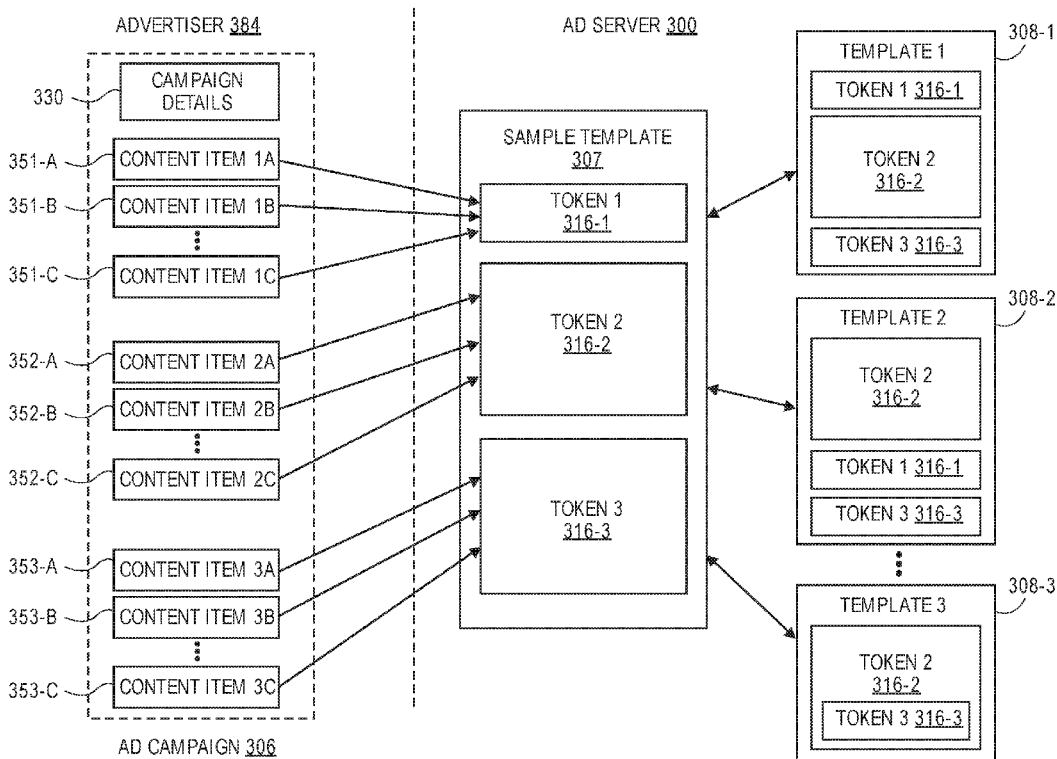 ADVERTISER 384
AD SERVER 300
330
CAMPAIGN
DETAILS
351-A
CONTENT ITEM 1A
351-B
CONTENT ITEM 1B
351-C
CONTENT ITEM 1C
352-A
CONTENT ITEM 2A
352-B
CONTENT ITEM 2B
352-C
CONTENT ITEM 2C
353-A
CONTENT ITEM 3A
353-B
CONTENT ITEM 3B
353-C
CONTENT ITEM 3C
AD CAMPAIGN 306
SAMPLE TEMPLATE
307
TOKEN 1
316-1
TOKEN 2
316-2
TOKEN 3
316-3
308-1
TEMPLATE 1
TOKEN 1 316-1
TOKEN 2
316-2
TOKEN 3 316-3
308-2
TEMPLATE 2
TOKEN 2
316-2
TOKEN 1 316-1
TOKEN 3 316-3
308-3
TEMPLATE 3
TOKEN 2
316-2
TOKEN 3 316-3